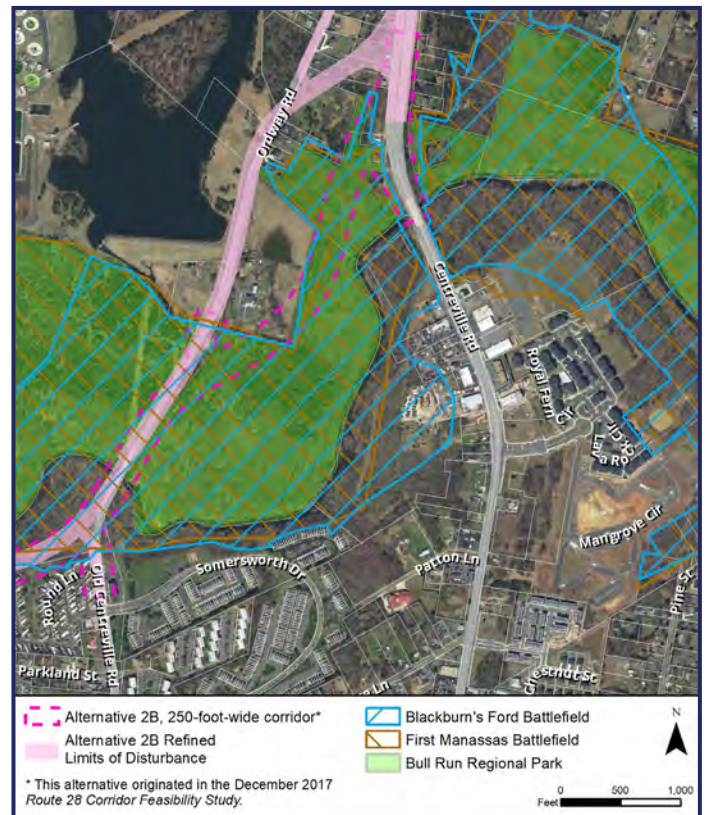 Ordway Rd
Centreville Rd
Royal Fern Cir
Lava Rock Cir
Mangrove Cir
Pine St
Somersworth Dr
Patton Ln
Round Ln
Old Centreville Rd
Parkland St
Ln
Chestnut St
Alternative 2B, 250-foot-wide corridor*
Alternative 2B Refined
Limits of Disturbance
* This alternative originated in the December 2017
Route 28 Corridor Feasibility Study.
Blackburn's Ford Battlefield
First Manassas Battlefield
Bull Run Regional Park
N
Feet
0 500 1,000